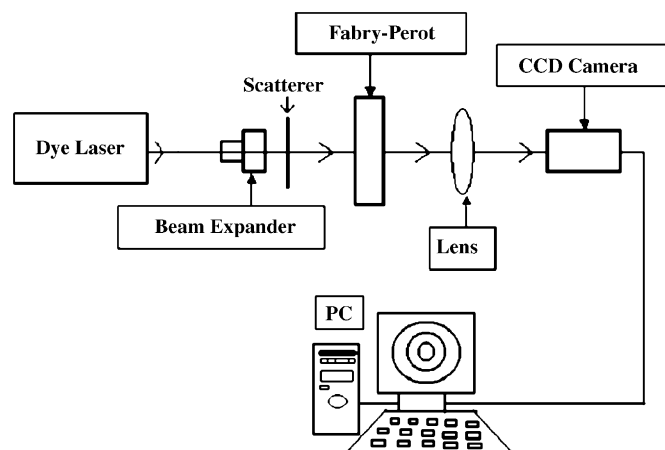 Fabry-Perot
CCD Camera
Scatterer
Dye Laser
Beam Expander
Lens
PC